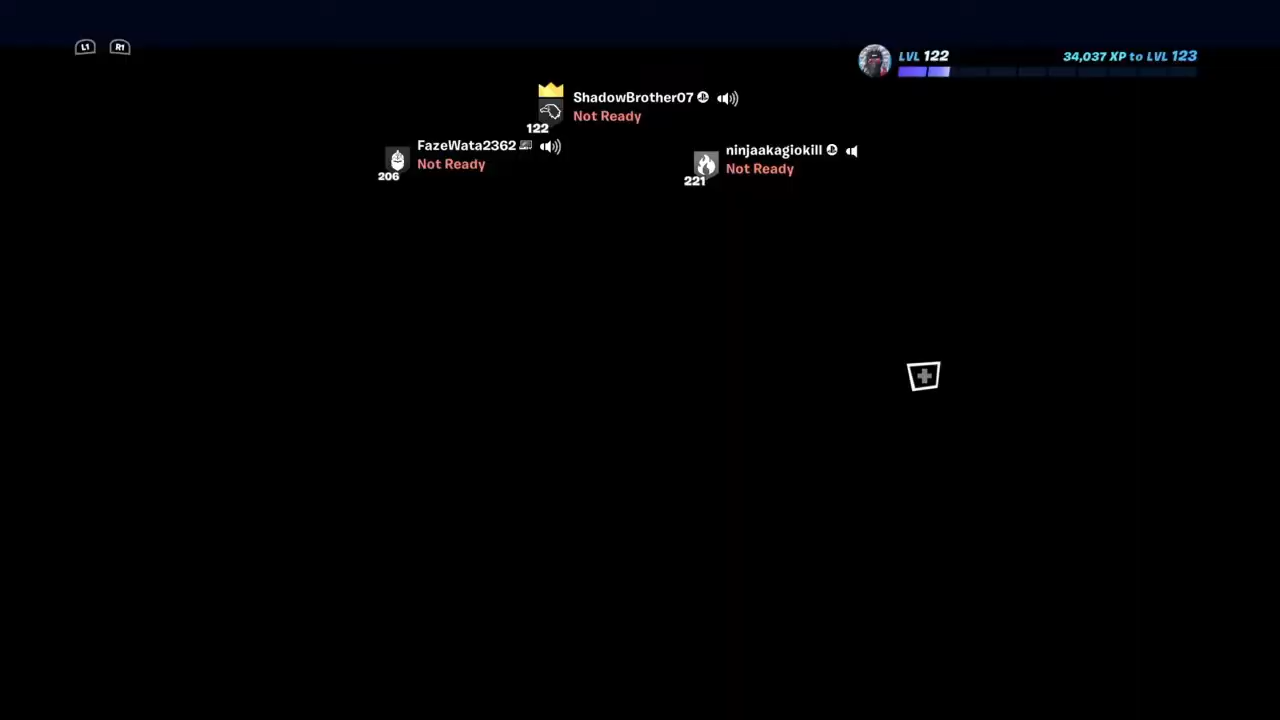 L1 R1
LVL 122 34,037 XP to LVL 123
ShadowBrother07
Not Ready
122
FazeWata2362
Not Ready
206
ninjaakagiokill
Not Ready
221